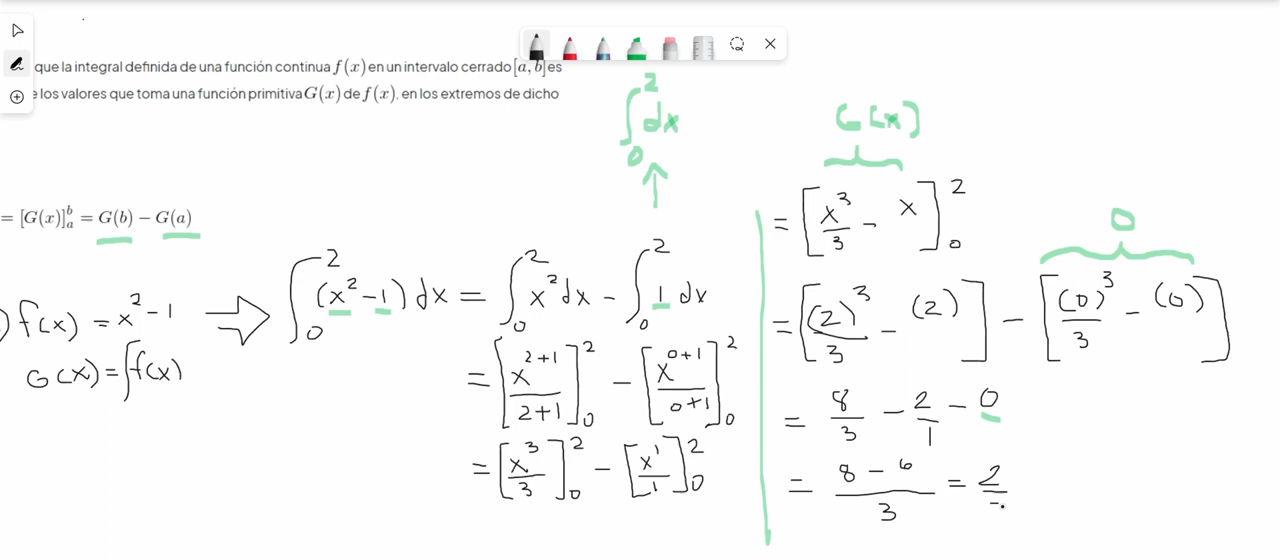 que la integral definida de una función continua f(x) en un intervalo cerrado [a, b] es
e los valores que toma una función primitiva G(x) de f(x), en los extremos de dicho
= [G(x)]ₐᵇ = G(b) − G(a)
) f(x) = x² − 1
G(x) = ∫f(x)
∫₀² dx
↑
⇒ ∫₀² (x² − 1) dx = ∫₀² x² dx − ∫₀² 1 dx
= [x²⁺¹/(2+1)]₀² − [x⁰⁺¹/(0+1)]₀²
= [x³/3]₀² − [x¹/1]₀²
G(x)
= [x³/3 − x]₀²
0
= [(2)³/3 − (2)] − [(0)³/3 − (0)]
= 8/3 − 2/1 − 0
= (8 − 6)/3 = 2/